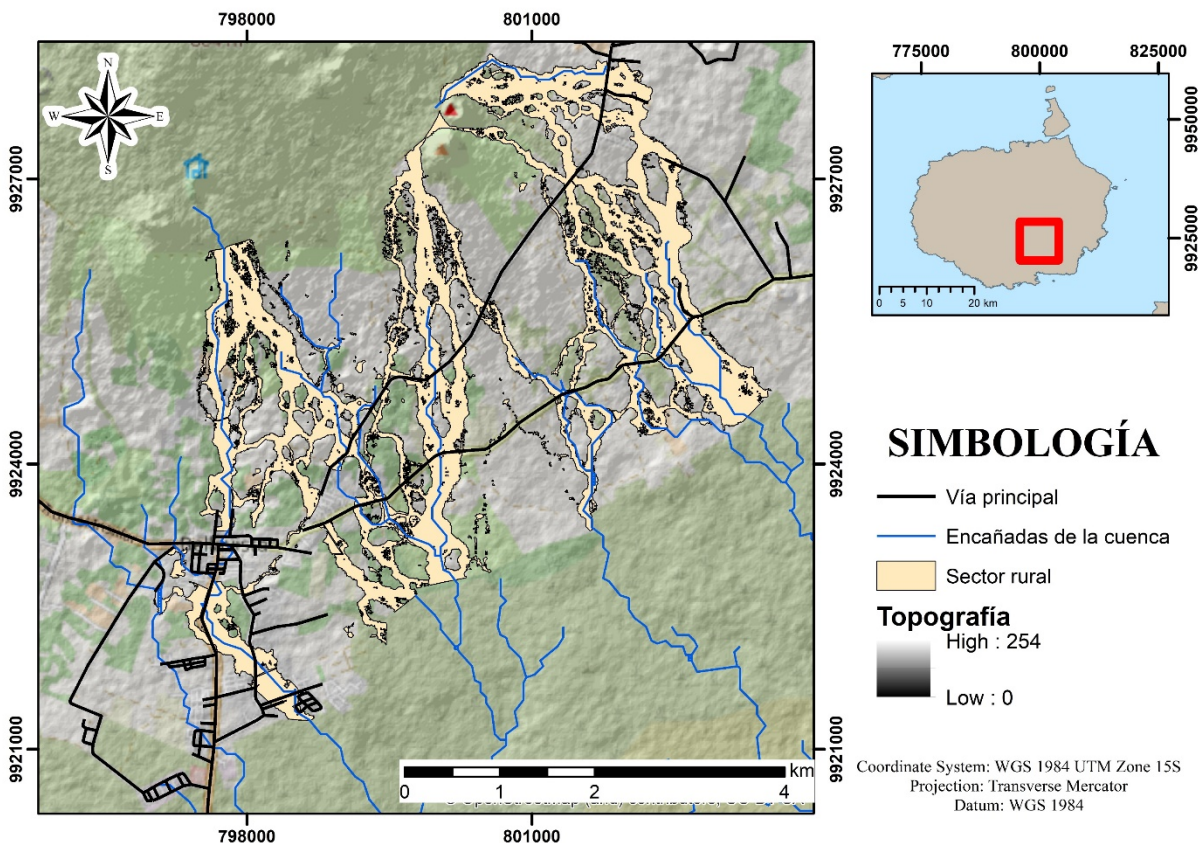 798000
801000
N
W
E
S
9927000
9927000
9924000
9924000
9921000
9921000
0
1
2
4
km
798000
801000
775000
800000
825000
9950000
9925000
0 5 10 20 km
SIMBOLOGÍA
Vía principal
Encañadas de la cuenca
Sector rural
Topografía
High : 254
Low : 0
Coordinate System: WGS 1984 UTM Zone 15S
Projection: Transverse Mercator
Datum: WGS 1984